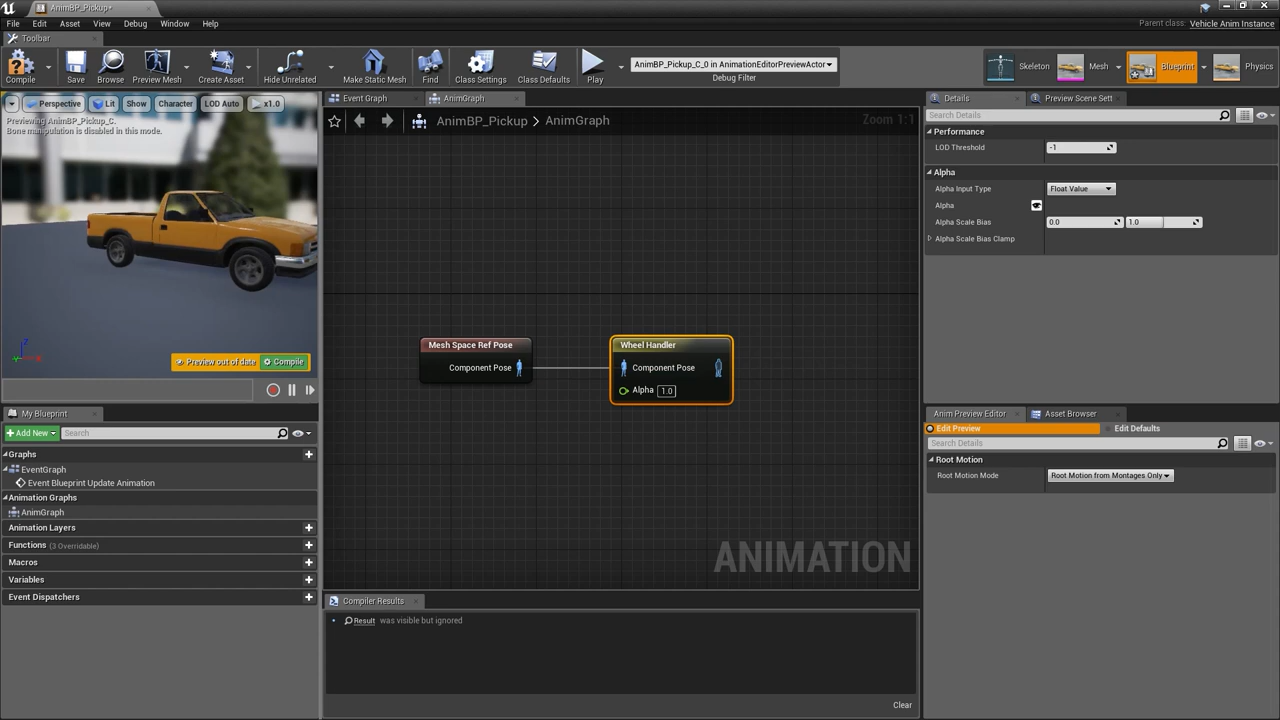 AnimBP_Pickup*
File Edit Asset View Debug Window Help
Parent class: Vehicle Anim Instance
Toolbar
Compile
Save
Browse
Preview Mesh
Create Asset
Hide Unrelated
Make Static Mesh
Find
Class Settings
Class Defaults
Play
AnimBP_Pickup_C_0 in AnimationEditorPreviewActor
Debug Filter
Skeleton
Mesh
Blueprint
Physics
Perspective Lit Show Character LOD Auto x1.0
Previewing AnimBP_Pickup_C.
Bone manipulation is disabled in this mode.
Z
Preview out of date Compile
My Blueprint
Add New Search
Graphs
EventGraph
Event Blueprint Update Animation
Animation Graphs
AnimGraph
Animation Layers
Functions (3 Overridable)
Macros
Variables
Event Dispatchers
Event Graph AnimGraph
AnimBP_Pickup > AnimGraph
Zoom 1:1
Mesh Space Ref Pose
Component Pose
Wheel Handler
Component Pose
Alpha 1.0
ANIMATION
Compiler Results
Result was visible but ignored
Clear
Details Preview Scene Sett
Search Details
Performance
LOD Threshold -1
Alpha
Alpha Input Type Float Value
Alpha
Alpha Scale Bias 0.0 1.0
Alpha Scale Bias Clamp
Anim Preview Editor Asset Browser
Edit Preview Edit Defaults
Search Details
Root Motion
Root Motion Mode Root Motion from Montages Only